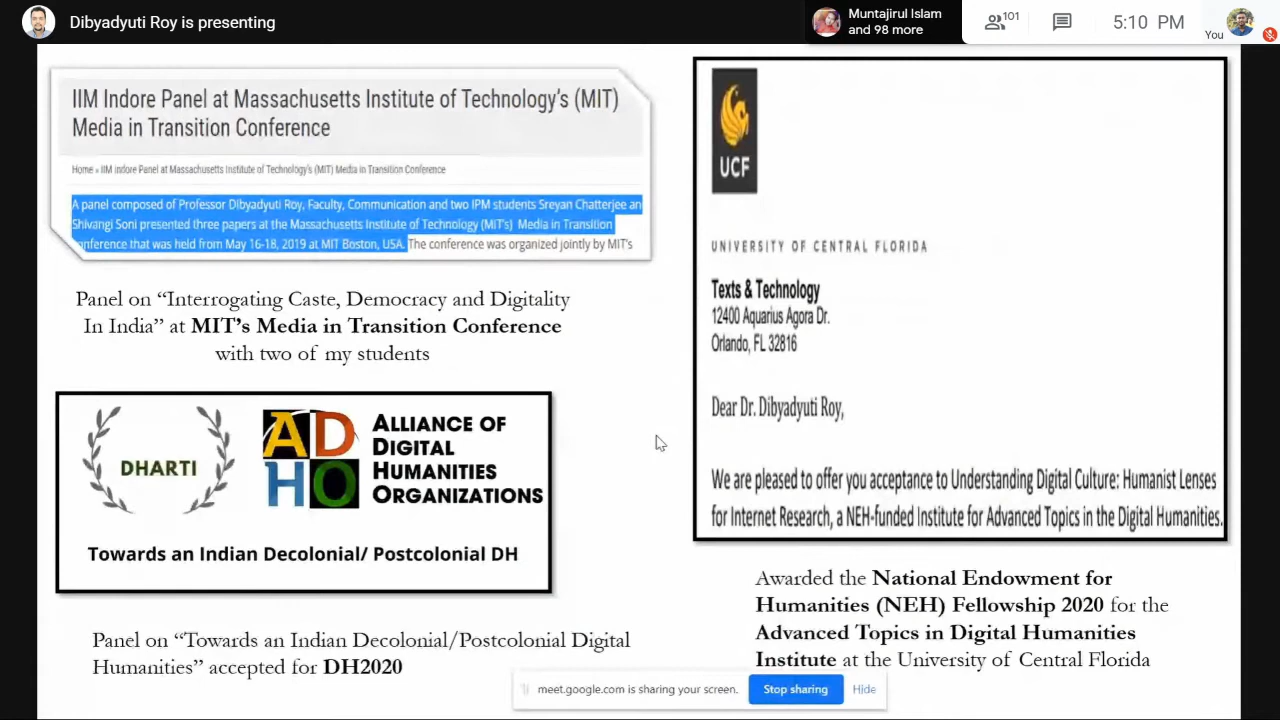 Dibyadyuti Roy is presenting
Muntajirul Islam
and 98 more
101
5:10 PM
You
IIM Indore Panel at Massachusetts Institute of Technology's (MIT)
Media in Transition Conference
Home » IIM Indore Panel at Massachusetts Institute of Technology's (MIT) Media in Transition Conference
A panel composed of Professor Dibyadyuti Roy, Faculty, Communication and two IPM students Sreyan Chatterjee an
Shivangi Soni presented three papers at the Massachusetts Institute of Technology (MIT's) Media in Transition
conference that was held from May 16-18, 2019 at MIT Boston, USA. The conference was organized jointly by MIT's
Panel on “Interrogating Caste, Democracy and Digitality
In India” at MIT’s Media in Transition Conference
with two of my students
DHARTI
ADHO
ALLIANCE OF
DIGITAL
HUMANITIES
ORGANIZATIONS
Towards an Indian Decolonial/ Postcolonial DH
Panel on “Towards an Indian Decolonial/Postcolonial Digital
Humanities” accepted for DH2020
UCF
UNIVERSITY OF CENTRAL FLORIDA
Texts & Technology
12400 Aquarius Agora Dr.
Orlando, FL 32816
Dear Dr. Dibyadyuti Roy,
We are pleased to offer you acceptance to Understanding Digital Culture: Humanist Lenses
for Internet Research, a NEH-funded Institute for Advanced Topics in the Digital Humanities.
Awarded the National Endowment for
Humanities (NEH) Fellowship 2020 for the
Advanced Topics in Digital Humanities
Institute at the University of Central Florida
meet.google.com is sharing your screen.
Stop sharing
Hide